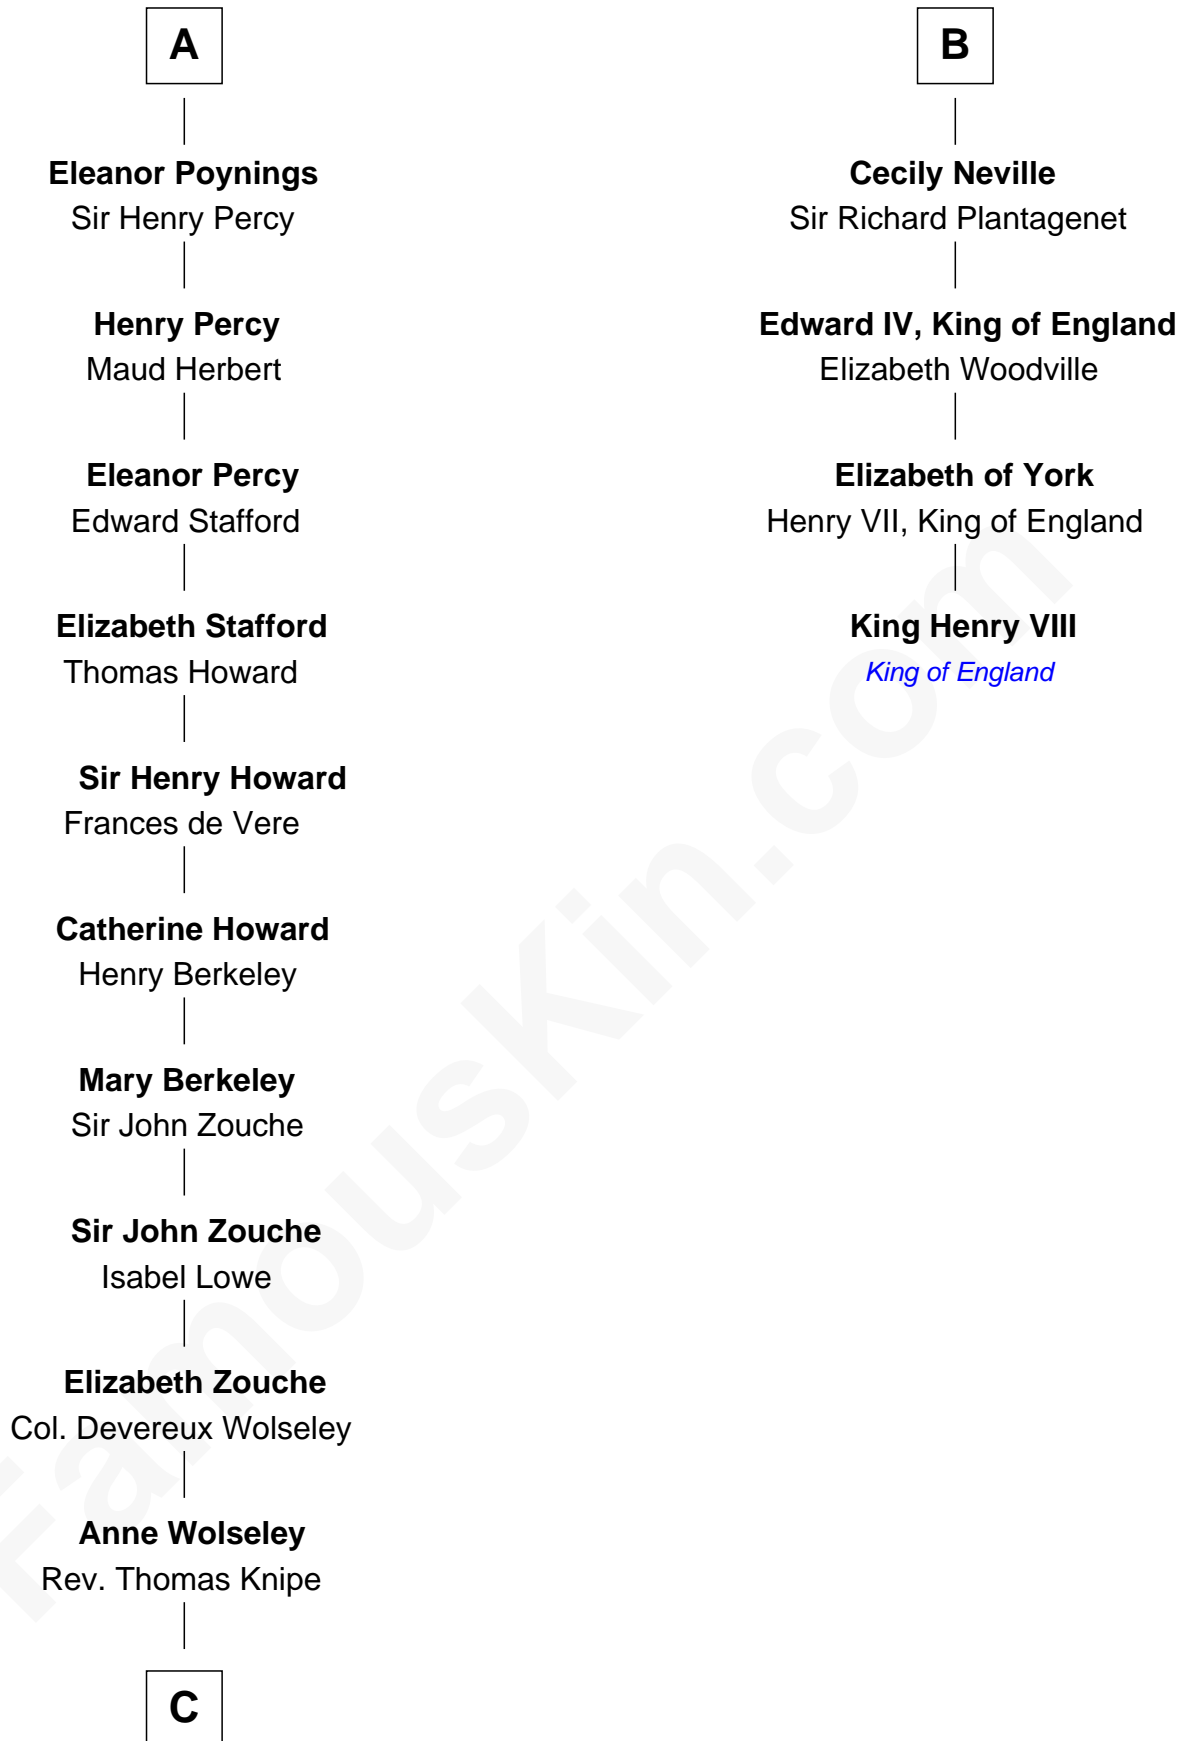 A
Eleanor Poynings
Sir Henry Percy
Henry Percy
Maud Herbert
Eleanor Percy
Edward Stafford
Elizabeth Stafford
Thomas Howard
Sir Henry Howard
Frances de Vere
Catherine Howard
Henry Berkeley
Mary Berkeley
Sir John Zouche
Sir John Zouche
Isabel Lowe
Elizabeth Zouche
Col. Devereux Wolseley
Anne Wolseley
Rev. Thomas Knipe
C
B
Cecily Neville
Sir Richard Plantagenet
Edward IV, King of England
Elizabeth Woodville
Elizabeth of York
Henry VII, King of England
King Henry VIII
King of England
FamousKin.com